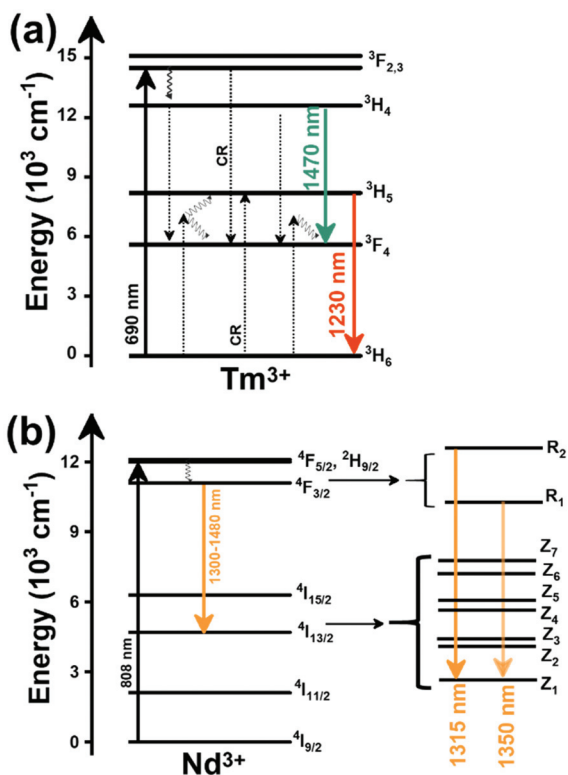 (a)
Energy (10³ cm⁻¹)
15
12
9
6
3
0
³F₂,₃
³H₄
³H₅
³F₄
³H₆
690 nm
CR
CR
1470 nm
1230 nm
Tm³⁺
(b)
Energy (10³ cm⁻¹)
12
9
6
3
0
⁴F₅/₂, ²H₉/₂
⁴F₃/₂
⁴I₁₅/₂
⁴I₁₃/₂
⁴I₁₁/₂
⁴I₉/₂
808 nm
1300-1480 nm
Nd³⁺
R₂
R₁
Z₇
Z₆
Z₅
Z₄
Z₃
Z₂
Z₁
1315 nm
1350 nm